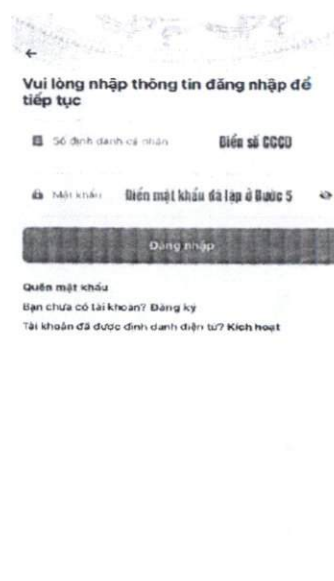 Vui lòng nhập thông tin đăng nhập để
tiếp tục
Số định danh cá nhân Điền số CCCD
Mật khẩu Điền mật khẩu đã lập ở Bước 5
Đăng nhập
Quên mật khẩu
Bạn chưa có tài khoản? Đăng ký
Tài khoản đã được định danh điện tử? Kích hoạt